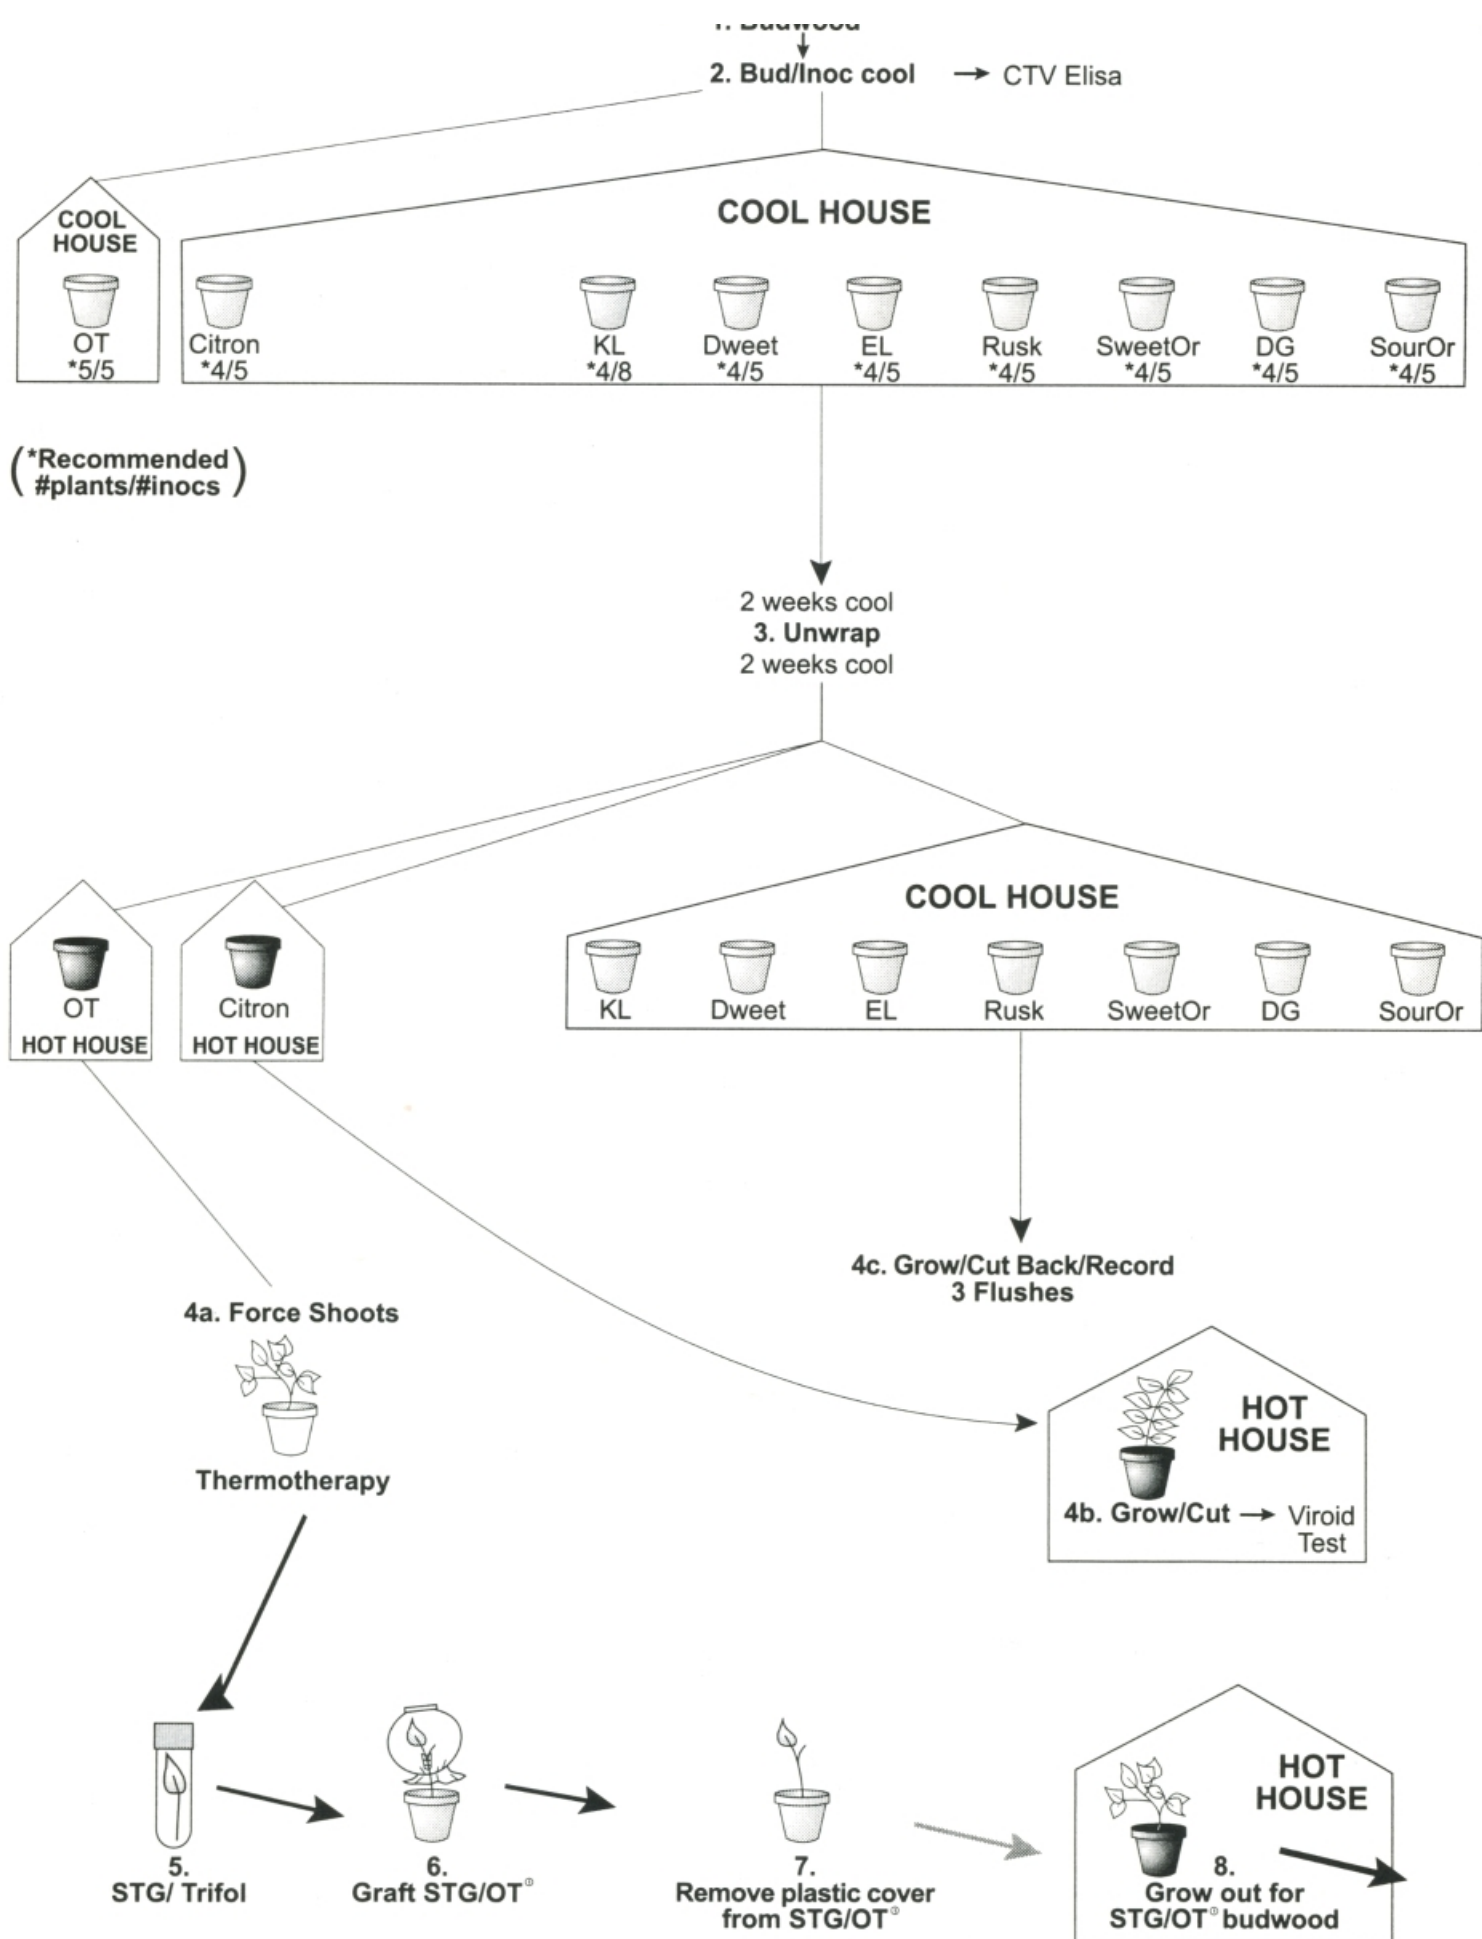 1. Budwood
2. Bud/Inoc cool → CTV Elisa
COOL
HOUSE
COOL HOUSE
OT
*5/5
Citron
*4/5
KL
*4/8
Dweet
*4/5
EL
*4/5
Rusk
*4/5
SweetOr
*4/5
DG
*4/5
SourOr
*4/5
(*Recommended
#plants/#inocs)
2 weeks cool
3. Unwrap
2 weeks cool
OT
HOT HOUSE
Citron
HOT HOUSE
COOL HOUSE
KL
Dweet
EL
Rusk
SweetOr
DG
SourOr
4c. Grow/Cut Back/Record
3 Flushes
4a. Force Shoots
Thermotherapy
HOT
HOUSE
4b. Grow/Cut → Viroid
Test
5.
STG/ Trifol
6.
Graft STG/OT
7.
Remove plastic cover
from STG/OT
HOT
HOUSE
8.
Grow out for
STG/OT budwood